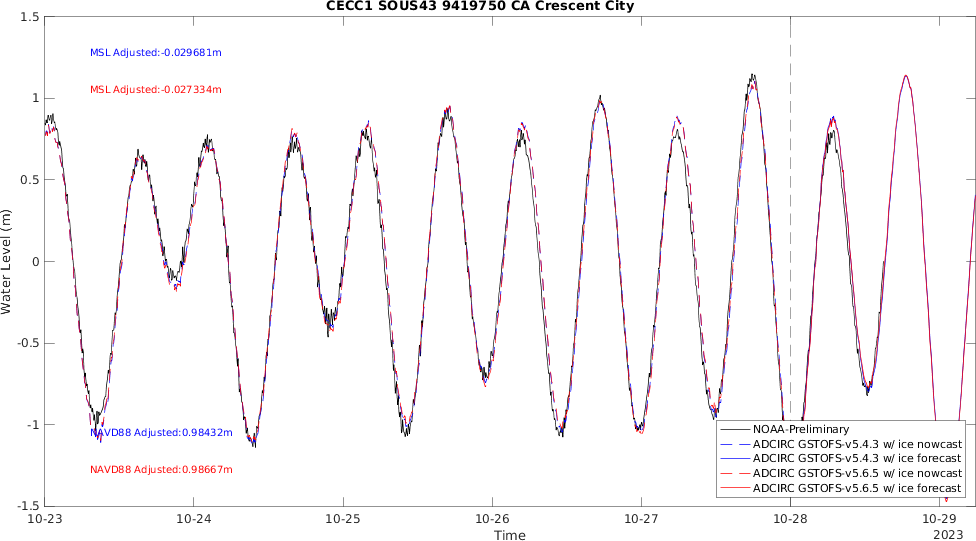 CECC1 SOUS43 9419750 CA Crescent City
1.5
1
0.5
0
-0.5
-1
-1.5
Water Level (m)
MSL Adjusted:-0.029681m
MSL Adjusted:-0.027334m
NAVD88 Adjusted:0.98432m
NAVD88 Adjusted:0.98667m
NOAA-Preliminary
ADCIRC GSTOFS-v5.4.3 w/ ice nowcast
ADCIRC GSTOFS-v5.4.3 w/ ice forecast
ADCIRC GSTOFS-v5.6.5 w/ ice nowcast
ADCIRC GSTOFS-v5.6.5 w/ ice forecast
10-23 10-24 10-25 10-26 10-27 10-28 10-29
2023
Time